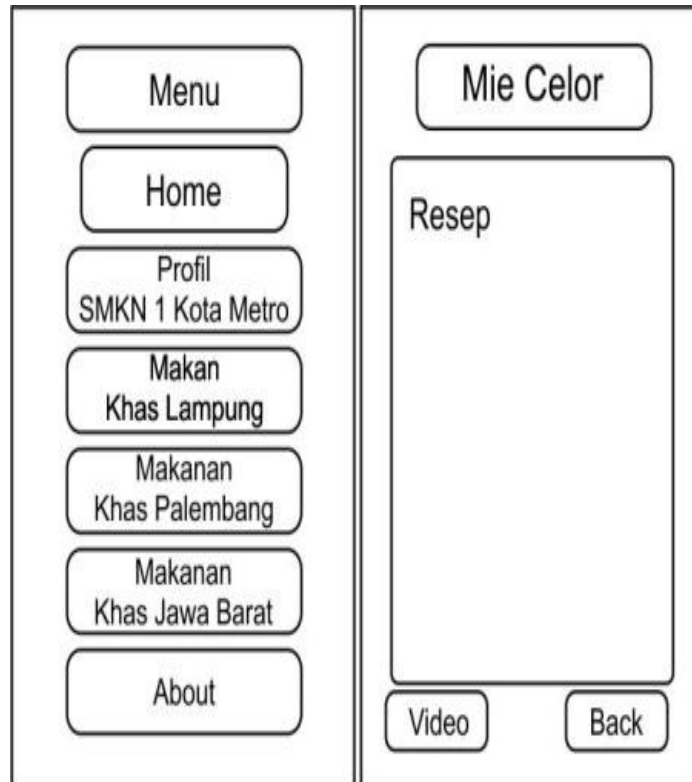 Menu
Home
Profil
SMKN 1 Kota Metro
Makan
Khas Lampung
Makanan
Khas Palembang
Makanan
Khas Jawa Barat
About
Mie Celor
Resep
Video
Back